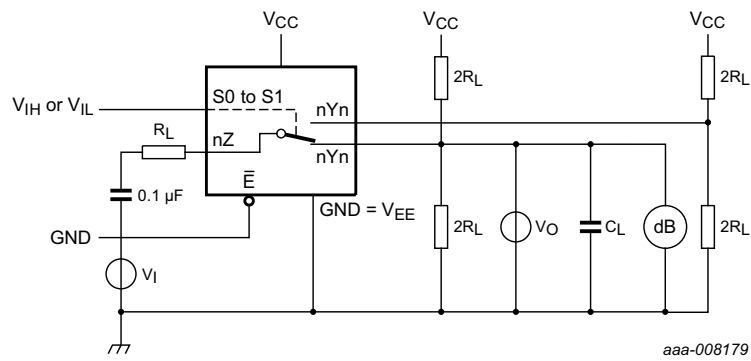 VCC
VCC
VCC
2RL
2RL
S0 to S1
VIH or VIL
nYn
RL
nZ
nYn
Ē
0.1 µF
GND = VEE
GND
2RL
VO
CL
dB
2RL
VI
aaa-008179